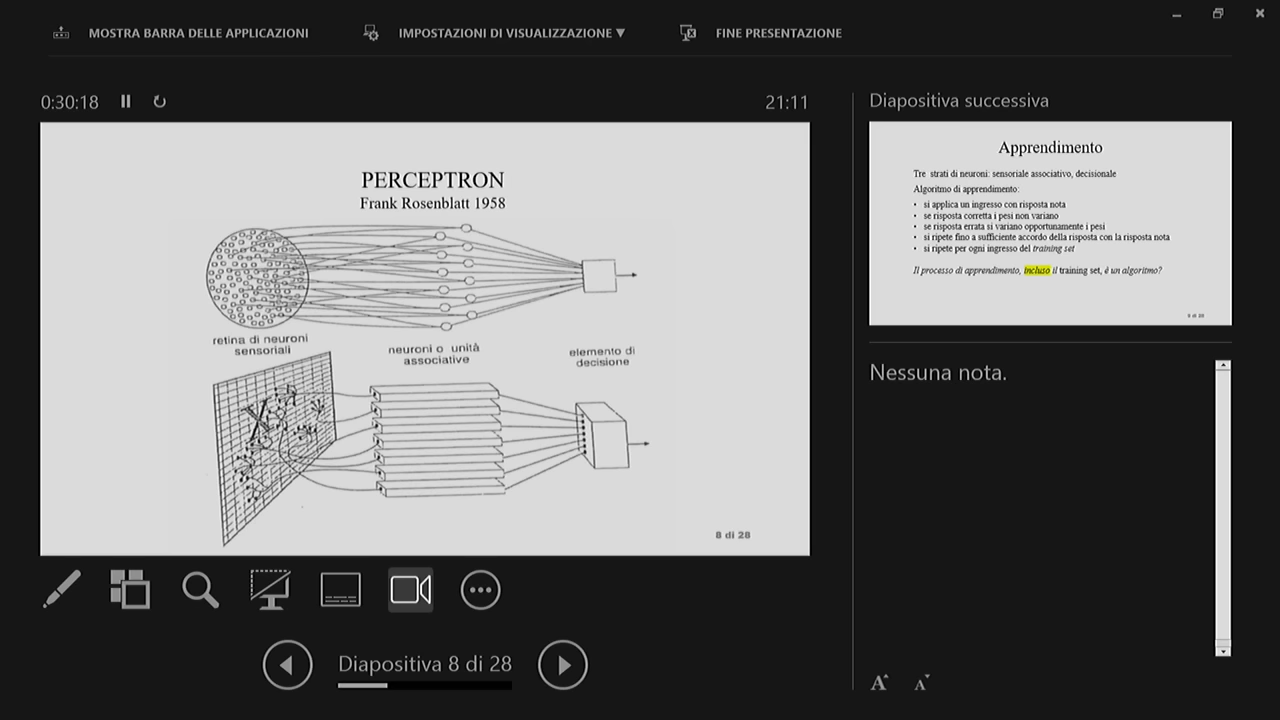 MOSTRA BARRA DELLE APPLICAZIONI
IMPOSTAZIONI DI VISUALIZZAZIONE ▼
FINE PRESENTAZIONE
0:30:18
21:11
PERCEPTRON
Frank Rosenblatt 1958
retina di neuroni
sensoriali
neuroni o unità
associative
elemento di
decisione
X
8 di 28
Diapositiva 8 di 28
Diapositiva successiva
Apprendimento
Tre strati di neuroni: sensoriale associativo, decisionale
Algoritmo di apprendimento:
• si applica un ingresso con risposta nota
• se risposta corretta i pesi non variano
• se risposta errata si variano opportunamente i pesi
• si ripete fino a sufficiente accordo della risposta con la risposta nota
• si ripete per ogni ingresso del training set
Il processo di apprendimento, incluso il training set, è un algoritmo?
9 di 28
Nessuna nota.
A A